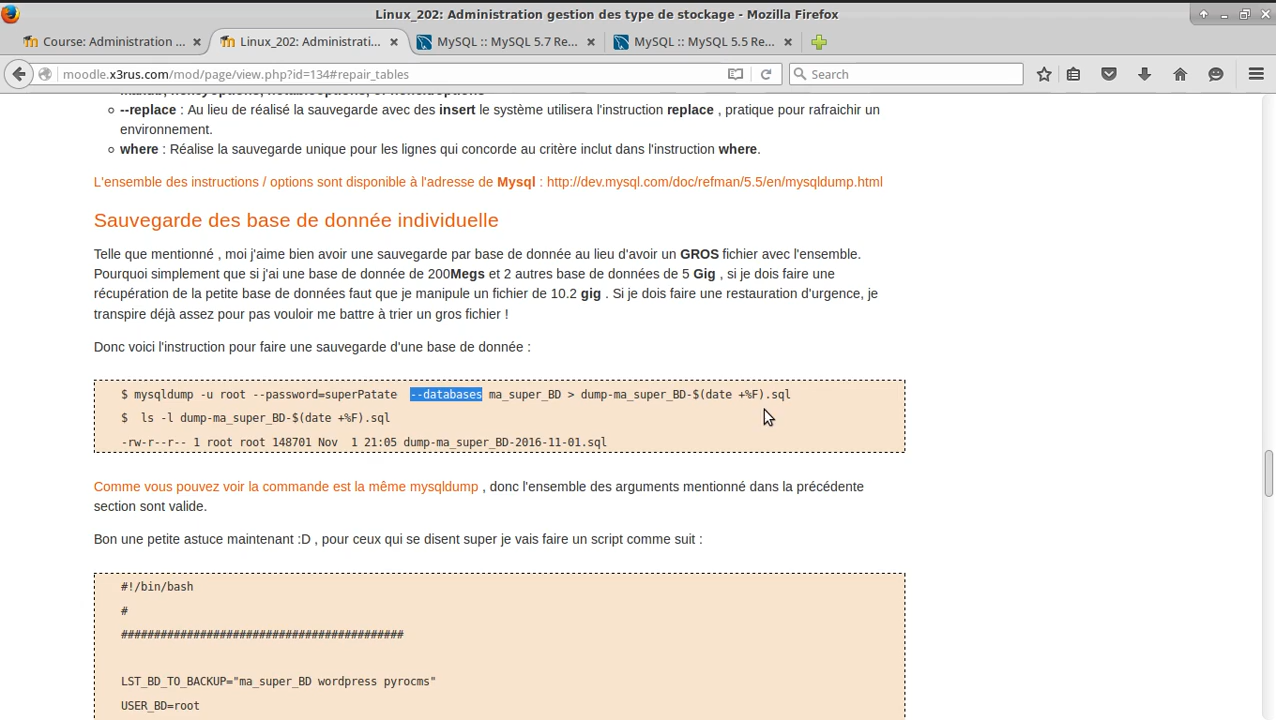 Linux_202: Administration gestion des type de stockage - Mozilla Firefox
Course: Administration ...
Linux_202: Administrati...
MySQL :: MySQL 5.7 Re...
MySQL :: MySQL 5.5 Re...
moodle.x3rus.com/mod/page/view.php?id=134#repair_tables
Search
--replace : Au lieu de réalisé la sauvegarde avec des insert le système utilisera l'instruction replace , pratique pour rafraichir un
environnement.
where : Réalise la sauvegarde unique pour les lignes qui concorde au critère inclut dans l'instruction where.
L'ensemble des instructions / options sont disponible à l'adresse de Mysql : http://dev.mysql.com/doc/refman/5.5/en/mysqldump.html
Sauvegarde des base de donnée individuelle
Telle que mentionné , moi j'aime bien avoir une sauvegarde par base de donnée au lieu d'avoir un GROS fichier avec l'ensemble.
Pourquoi simplement que si j'ai une base de donnée de 200Megs et 2 autres base de données de 5 Gig , si je dois faire une
récupération de la petite base de données faut que je manipule un fichier de 10.2 gig . Si je dois faire une restauration d'urgence, je
transpire déjà assez pour pas vouloir me battre à trier un gros fichier !
Donc voici l'instruction pour faire une sauvegarde d'une base de donnée :
$ mysqldump -u root --password=superPatate --databases ma_super_BD > dump-ma_super_BD-$(date +%F).sql
$ ls -l dump-ma_super_BD-$(date +%F).sql
-rw-r--r-- 1 root root 148701 Nov 1 21:05 dump-ma_super_BD-2016-11-01.sql
Comme vous pouvez voir la commande est la même mysqldump , donc l'ensemble des arguments mentionné dans la précédente
section sont valide.
Bon une petite astuce maintenant :D , pour ceux qui se disent super je vais faire un script comme suit :
#!/bin/bash
#
###########################################
LST_BD_TO_BACKUP="ma_super_BD wordpress pyrocms"
USER_BD=root